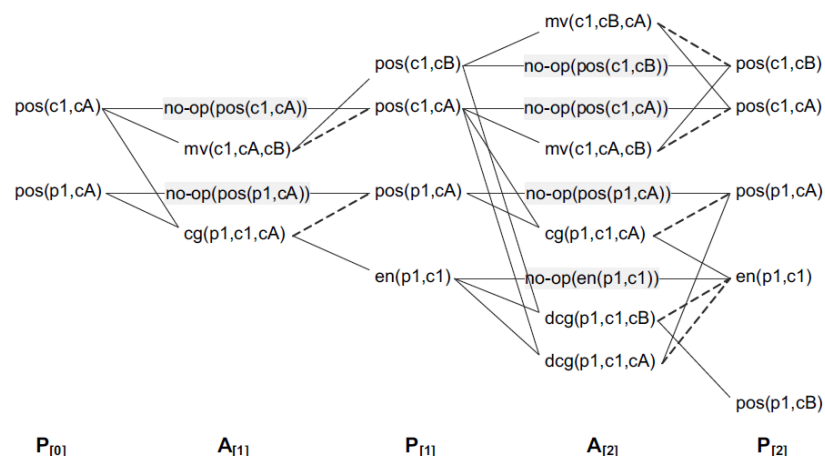 mv(c1,cB,cA)
pos(c1,cB) no-op(pos(c1,cB)) pos(c1,cB)
pos(c1,cA) no-op(pos(c1,cA)) pos(c1,cA) no-op(pos(c1,cA)) pos(c1,cA)
mv(c1,cA,cB) mv(c1,cA,cB)
pos(p1,cA) no-op(pos(p1,cA)) pos(p1,cA) no-op(pos(p1,cA)) pos(p1,cA)
cg(p1,c1,cA) cg(p1,c1,cA)
en(p1,c1) no-op(en(p1,c1)) en(p1,c1)
dcg(p1,c1,cB)
dcg(p1,c1,cA)
pos(p1,cB)
P[0] A[1] P[1] A[2] P[2]